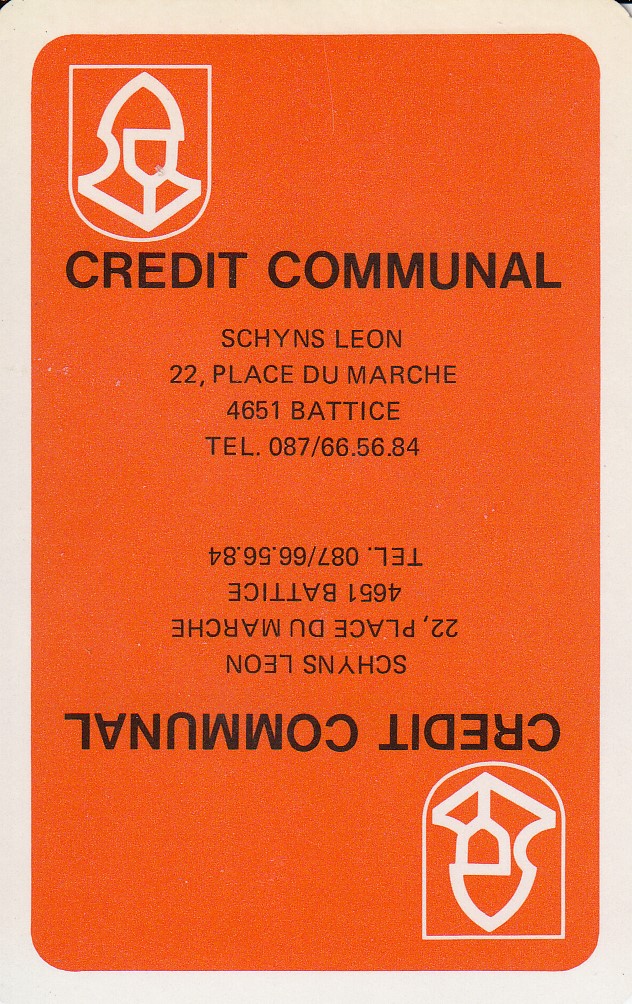 CREDIT COMMUNAL
SCHYNS LEON
22, PLACE DU MARCHE
4651 BATTICE
TEL. 087/66.56.84
TEL. 087/66.56.84
4651 BATTICE
22, PLACE DU MARCHE
SCHYNS LEON
CREDIT COMMUNAL